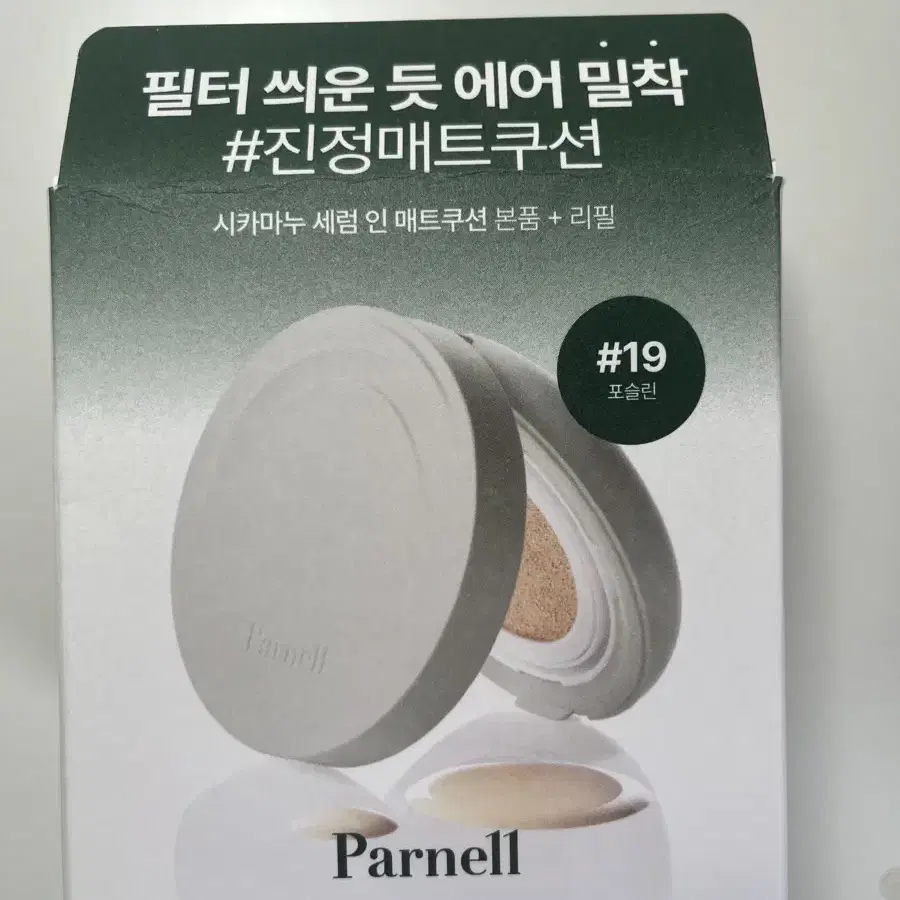 필터 씌운 듯 에어 밀착
#진정매트쿠션
시카마누 세럼 인 매트쿠션 본품 + 리필
#19
포슬린
Parnell
Parnell